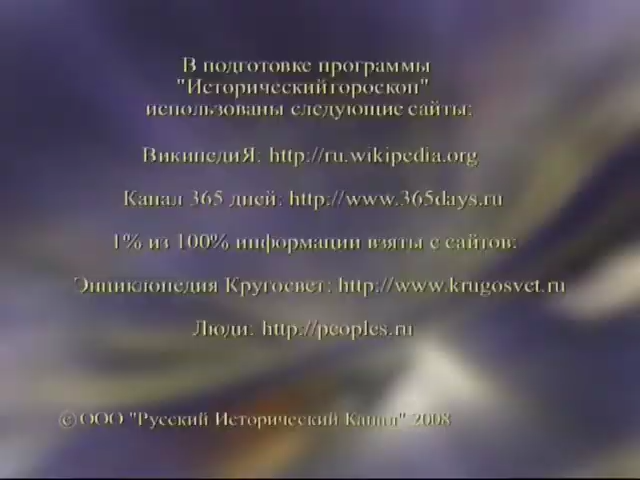 В подготовке программы
"Исторический гороскоп"
использованы следующие сайты:
ВикипедиЯ: http://ru.wikipedia.org
Канал 365 дней: http://www.365days.ru
1% из 100% информации взяты с сайтов:
Энциклопедия Кругосвет: http://www.krugosvet.ru
Люди: http://peoples.ru
© ООО "Русский Исторический Канал" 2008